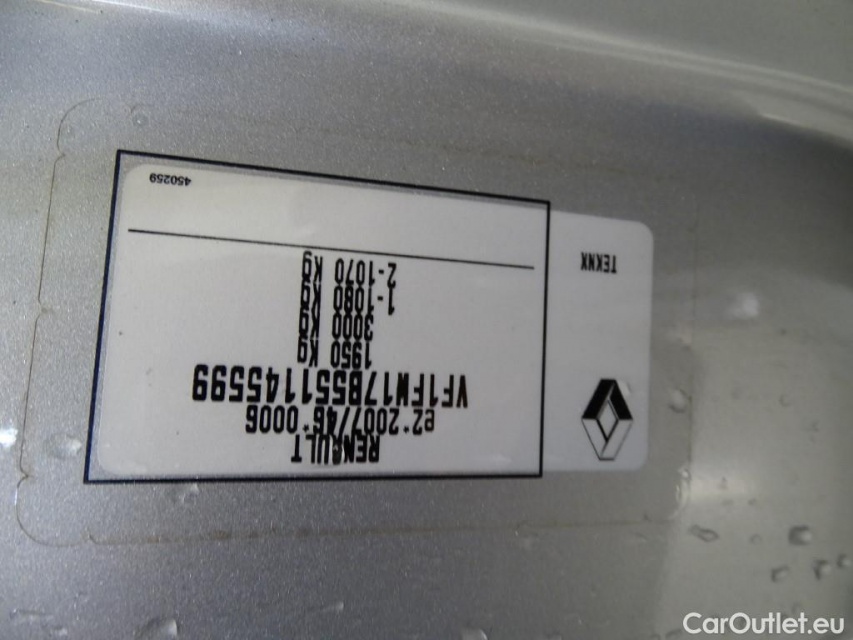 RENAULT
e2*2007/46*0006
VF1FW17B551145599
1950 Kg
3000 Kg
1-1080 Kg
2-1070 Kg
450259
TEKNX
CarOutlet.eu